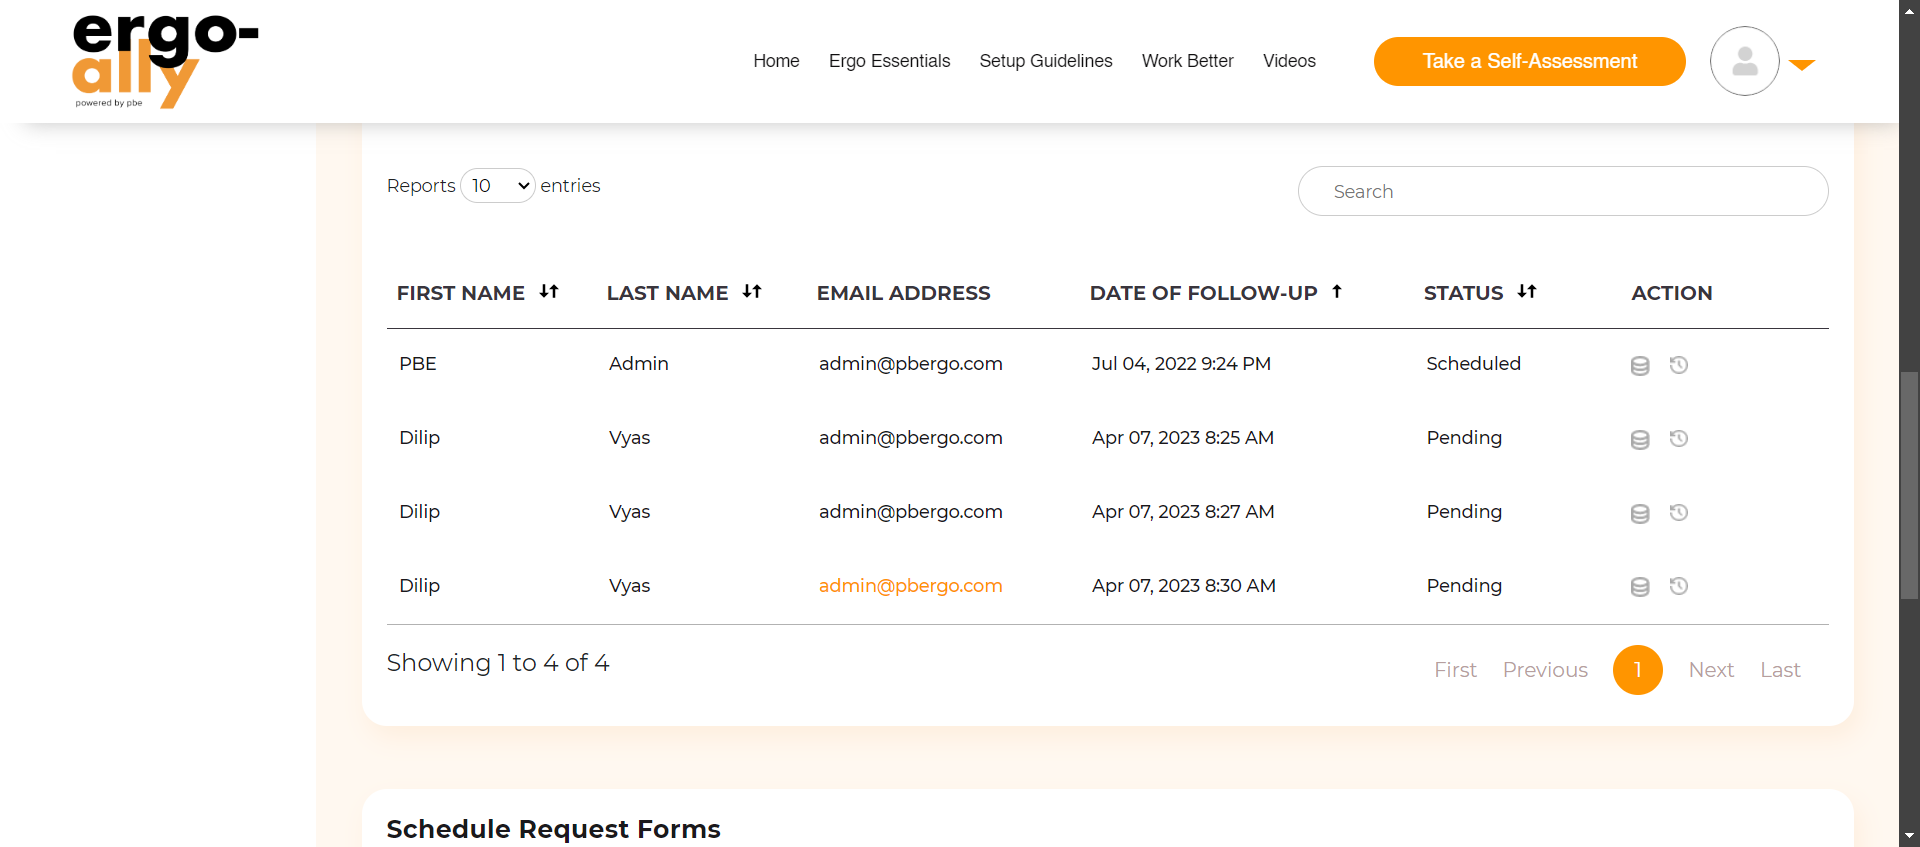 ergo-
ally
powered by pbe
Home Ergo Essentials Setup Guidelines Work Better Videos Take a Self-Assessment
Reports 10 entries
Search
FIRST NAME LAST NAME EMAIL ADDRESS DATE OF FOLLOW-UP STATUS ACTION
PBE Admin admin@pbergo.com Jul 04, 2022 9:24 PM Scheduled
Dilip Vyas admin@pbergo.com Apr 07, 2023 8:25 AM Pending
Dilip Vyas admin@pbergo.com Apr 07, 2023 8:27 AM Pending
Dilip Vyas admin@pbergo.com Apr 07, 2023 8:30 AM Pending
Showing 1 to 4 of 4
First Previous 1 Next Last
Schedule Request Forms